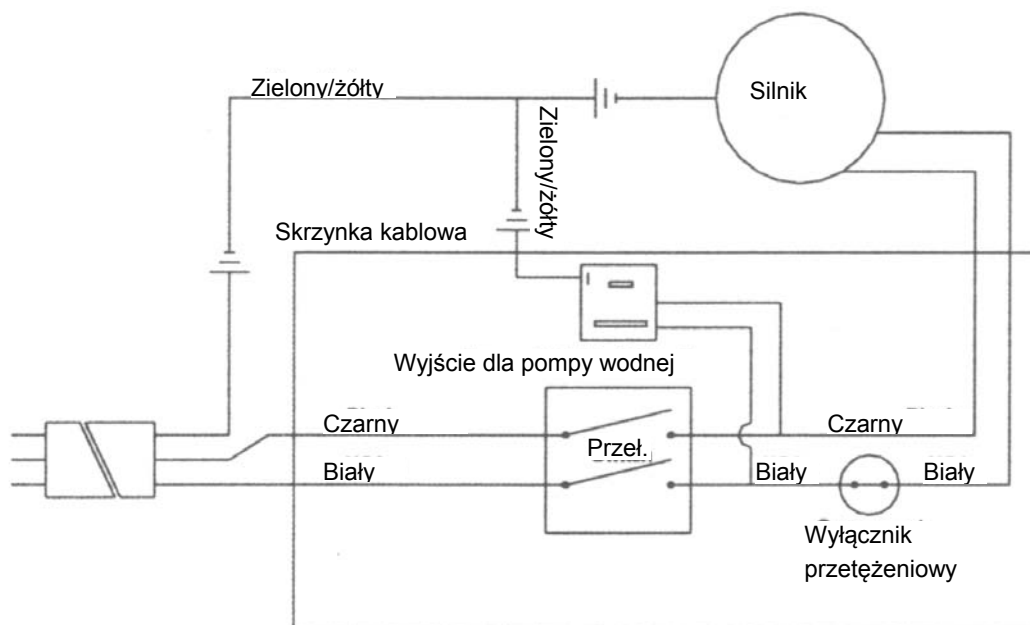 Zielony/żółty
Silnik
Zielony/żółty
Skrzynka kablowa
Wyjście dla pompy wodnej
Czarny
Przeł.
Czarny
Biały
Biały
Biały
Wyłącznik
przetężeniowy